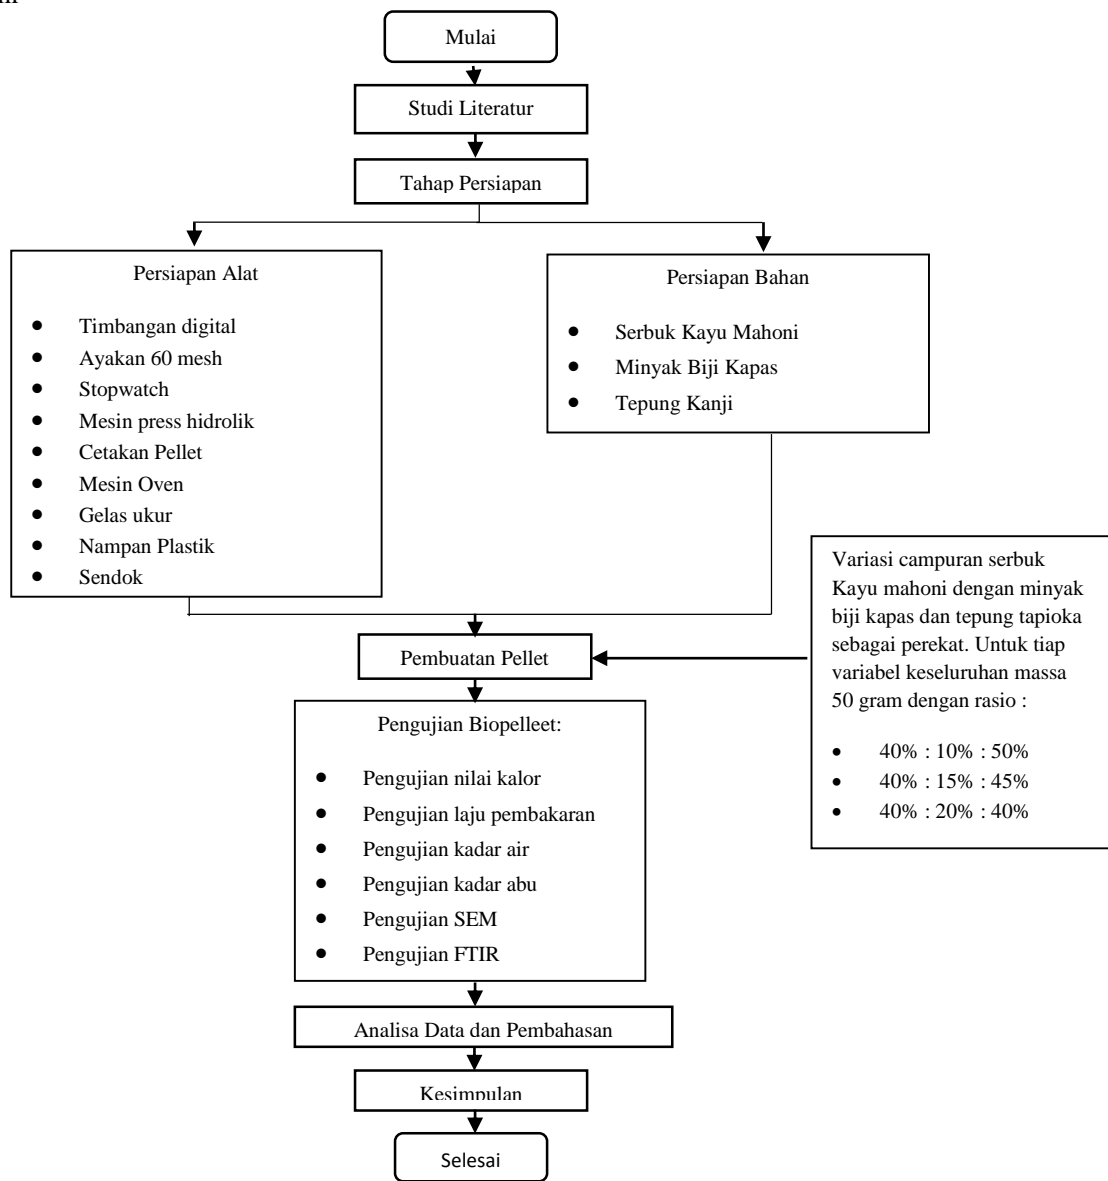 Mulai
Studi Literatur
Tahap Persiapan
Persiapan Alat
● Timbangan digital
● Ayakan 60 mesh
● Stopwatch
● Mesin press hidrolik
● Cetakan Pellet
● Mesin Oven
● Gelas ukur
● Nampan Plastik
● Sendok
Persiapan Bahan
● Serbuk Kayu Mahoni
● Minyak Biji Kapas
● Tepung Kanji
Variasi campuran serbuk
Kayu mahoni dengan minyak
biji kapas dan tepung tapioka
sebagai perekat. Untuk tiap
variabel keseluruhan massa
50 gram dengan rasio :
● 40% : 10% : 50%
● 40% : 15% : 45%
● 40% : 20% : 40%
Pembuatan Pellet
Pengujian Biopelleet:
● Pengujian nilai kalor
● Pengujian laju pembakaran
● Pengujian kadar air
● Pengujian kadar abu
● Pengujian SEM
● Pengujian FTIR
Analisa Data dan Pembahasan
Kesimpulan
Selesai